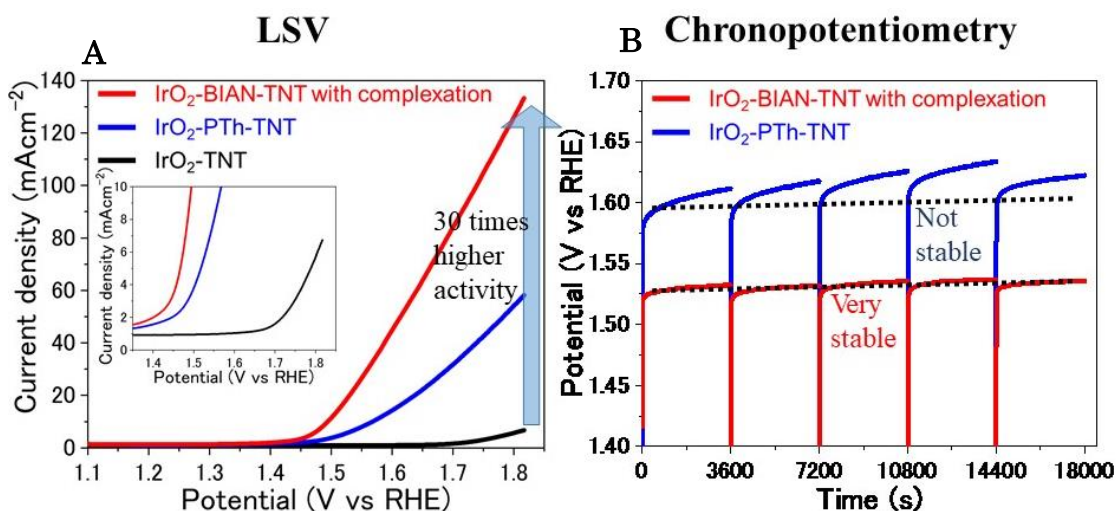 LSV
A
Current density (mAcm⁻²)
140
120
100
80
60
40
20
0
IrO₂-BIAN-TNT with complexation
IrO₂-PTh-TNT
IrO₂-TNT
Current density (mAcm⁻²)
10
8
6
4
2
0
1.4 1.5 1.6 1.7 1.8
Potential (V vs RHE)
30 times
higher
activity
1.1 1.2 1.3 1.4 1.5 1.6 1.7 1.8
Potential (V vs RHE)
B Chronopotentiometry
Potential (V vs RHE)
1.70
1.65
1.60
1.55
1.50
1.45
1.40
IrO₂-BIAN-TNT with complexation
IrO₂-PTh-TNT
Not
stable
Very
stable
0 3600 7200 10800 14400 18000
Time (s)